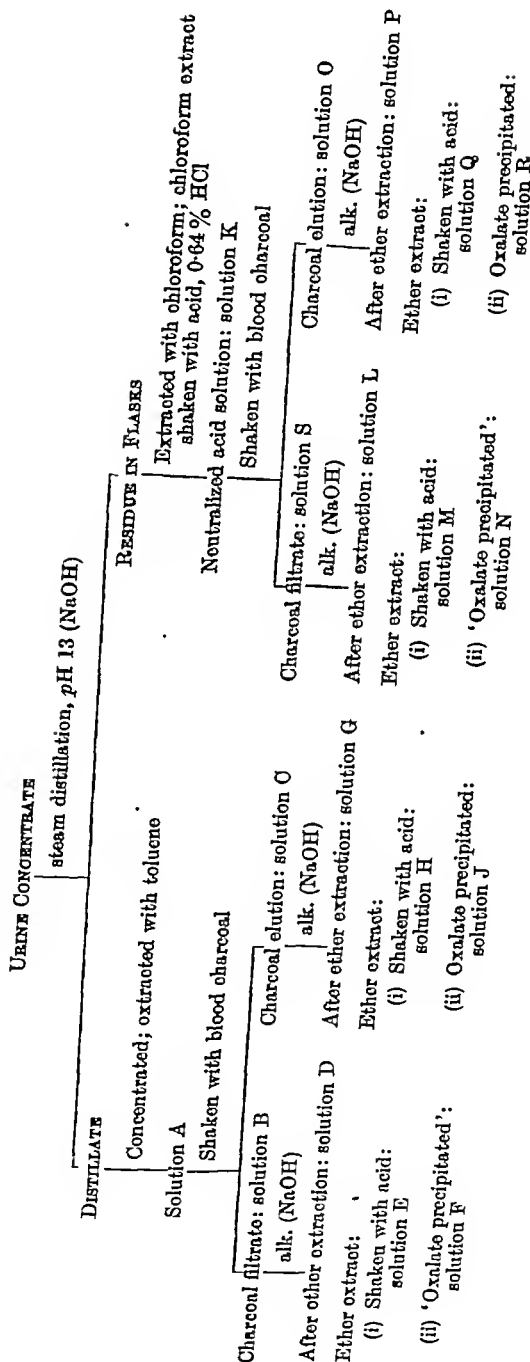 URINE CONCENTRATE
steam distillation, pH 13 (NaOH)
DISTILLATE
Concentrated; extracted with toluene
Solution A
Shaken with blood charcoal
Charcoal filtrate: solution B
alk. (NaOH)
After ether extraction: solution D
Ether extract:
(i) Shaken with acid:
solution E
(ii) 'Oxalate precipitated':
solution F
Charcoal elution: solution C
alk. (NaOH)
After ether extraction: solution G
Ether extract:
(i) Shaken with acid:
solution H
(ii) Oxalate precipitated:
solution J
RESIDUE IN FLASKS
Extracted with chloroform; chloroform extract
shaken with acid, 0·64 % HCl
Neutralized acid solution: solution K
Shaken with blood charcoal
Charcoal filtrate: solution S
alk. (NaOH)
After ether extraction: solution L
Ether extract:
(i) Shaken with acid:
solution M
(ii) 'Oxalate precipitated':
solution N
Charcoal elution: solution O
alk. (NaOH)
After ether extraction: solution P
Ether extract:
(i) Shaken with acid:
solution Q
(ii) Oxalate precipitated:
solution R